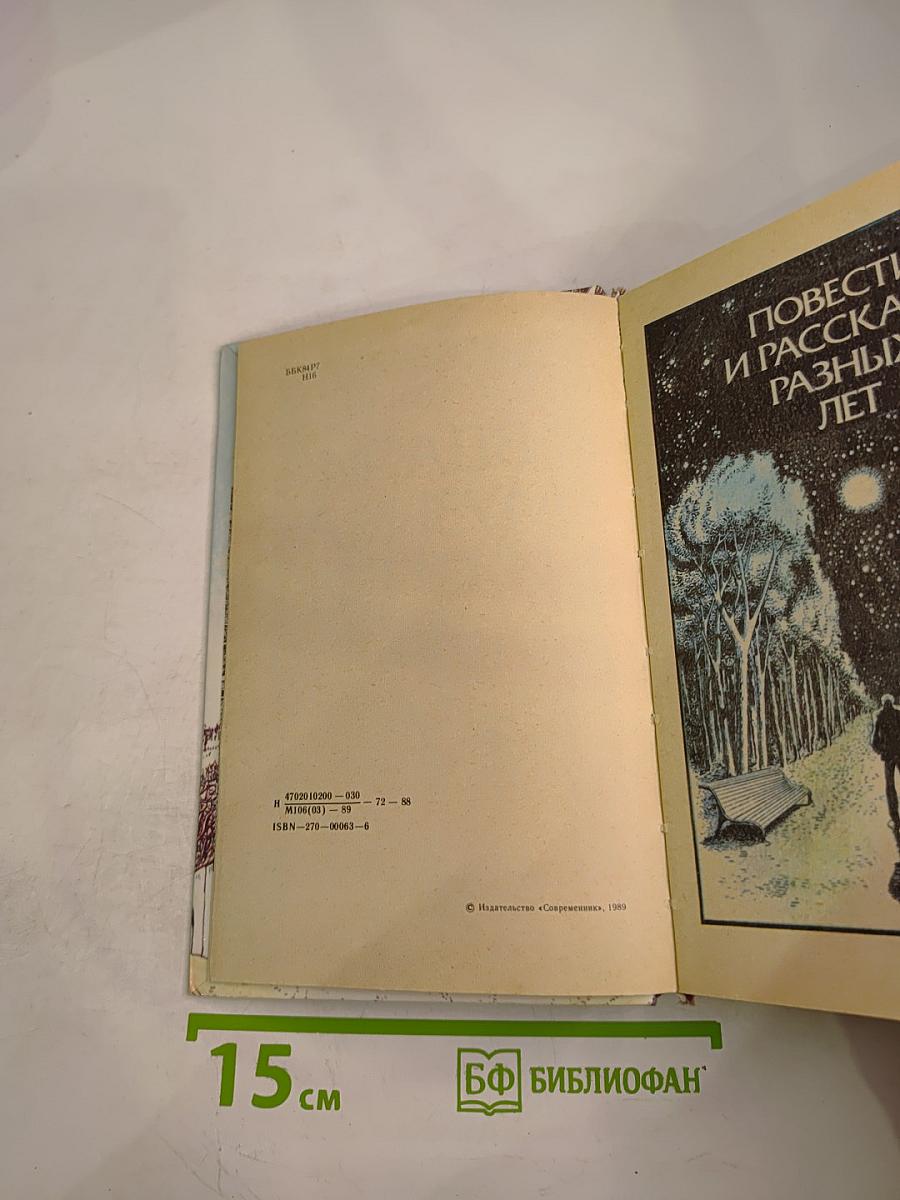 ББК84Р7
Н16
Н 4702010200—030
М106(03)—89
—72—88
ISBN—270—00063—6
© Издательство «Современник», 1989
ПОВЕСТИ
И РАССКА
РАЗНЫХ
ЛЕТ
15 см
БФ БИБЛИОФАН